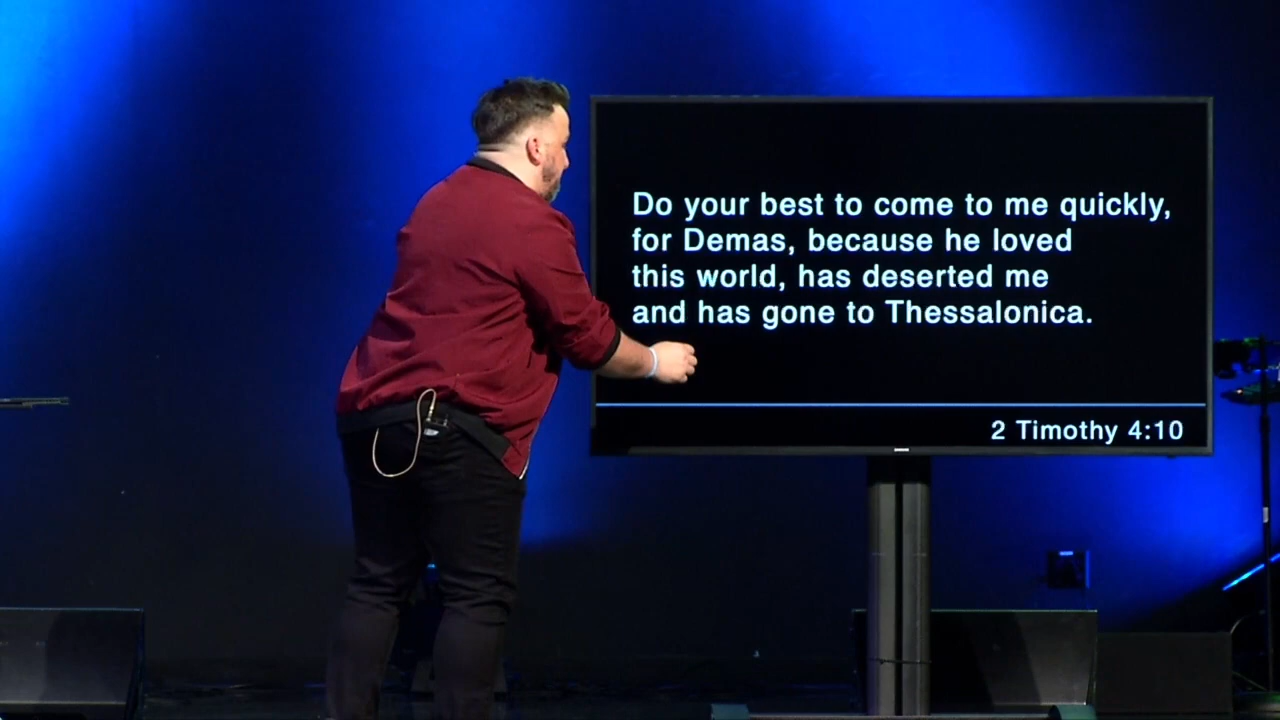 Do your best to come to me quickly,
for Demas, because he loved
this world, has deserted me
and has gone to Thessalonica.
2 Timothy 4:10